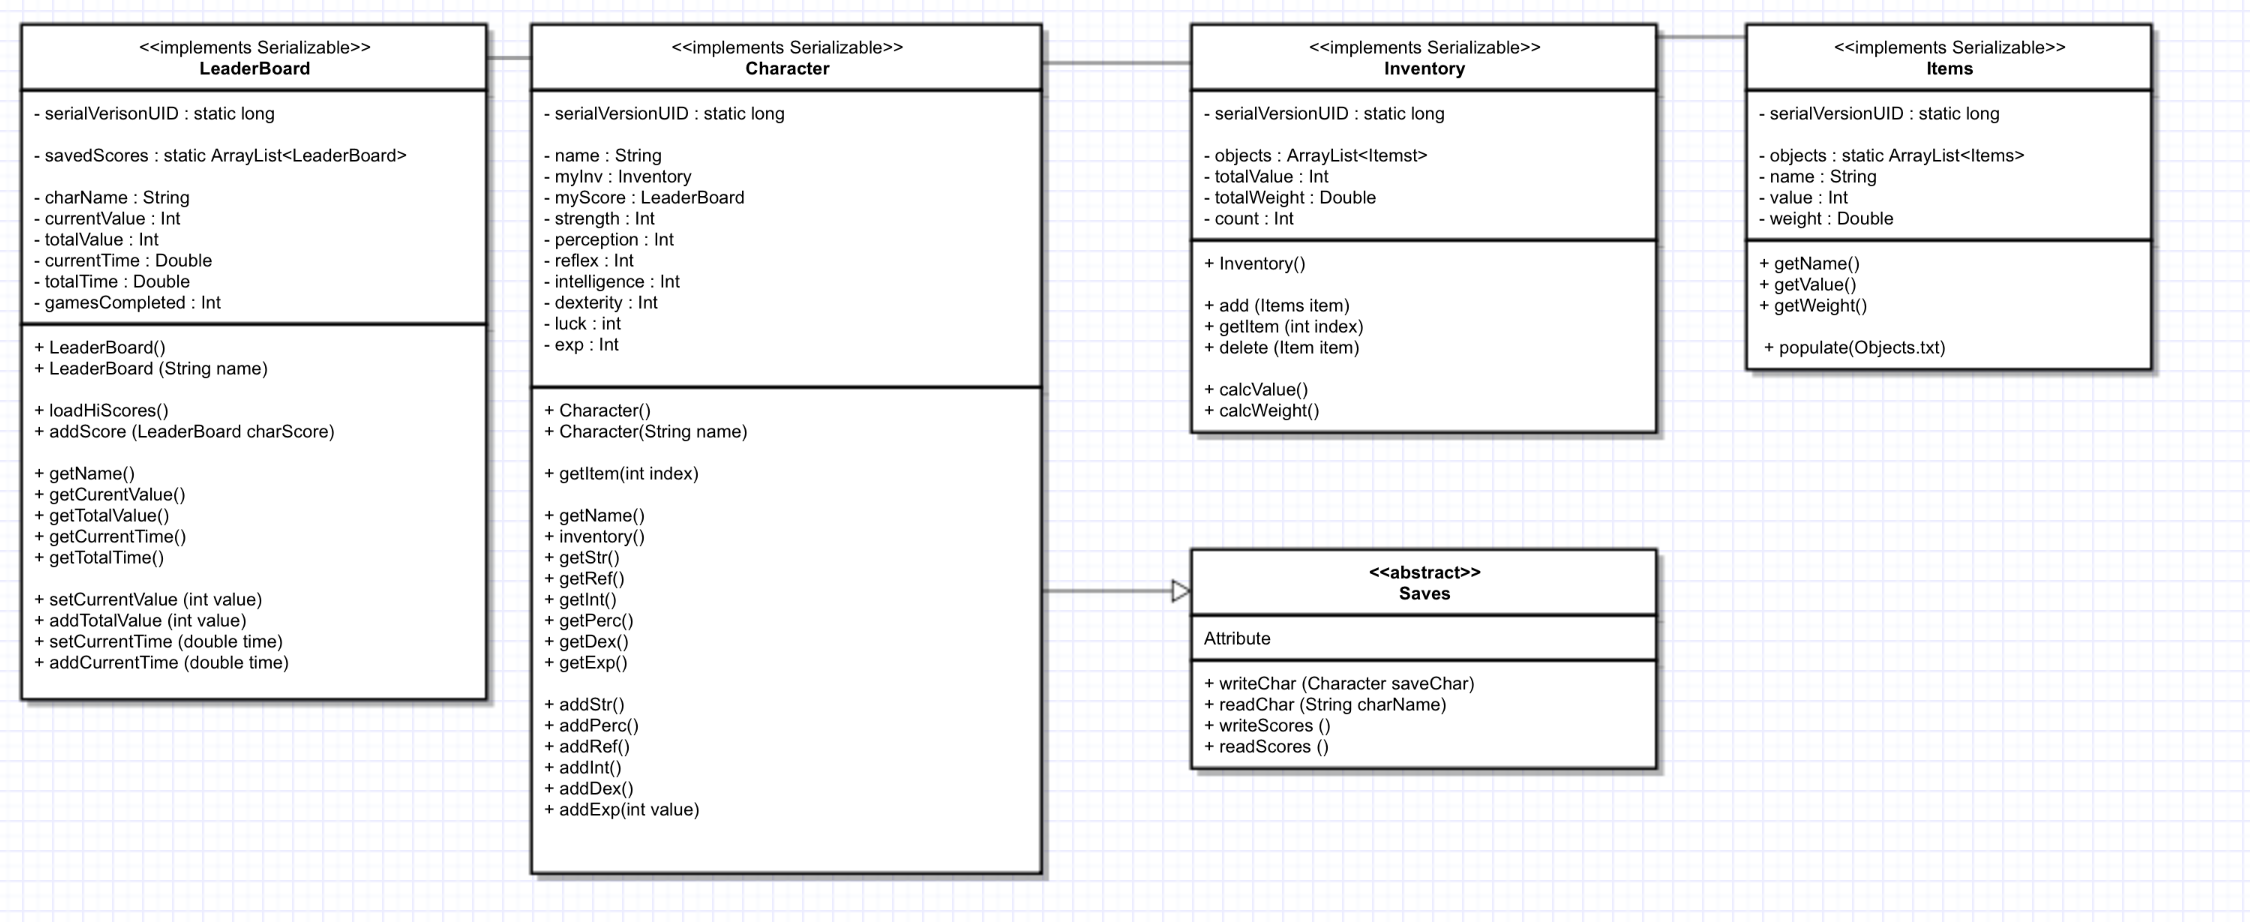 <<implements Serializable>>
LeaderBoard
- serialVerisonUID : static long
- savedScores : static ArrayList<LeaderBoard>
- charName : String
- currentValue : Int
- totalValue : Int
- currentTime : Double
- totalTime : Double
- gamesCompleted : Int
+ LeaderBoard()
+ LeaderBoard (String name)
+ loadHiScores()
+ addScore (LeaderBoard charScore)
+ getName()
+ getCurentValue()
+ getTotalValue()
+ getCurrentTime()
+ getTotalTime()
+ setCurrentValue (int value)
+ addTotalValue (int value)
+ setCurrentTime (double time)
+ addCurrentTime (double time)
<<implements Serializable>>
Character
- serialVersionUID : static long
- name : String
- myInv : Inventory
- myScore : LeaderBoard
- strength : Int
- perception : Int
- reflex : Int
- intelligence : Int
- dexterity : Int
- luck : int
- exp : Int
+ Character()
+ Character(String name)
+ getItem(int index)
+ getName()
+ inventory()
+ getStr()
+ getRef()
+ getInt()
+ getPerc()
+ getDex()
+ getExp()
+ addStr()
+ addPerc()
+ addRef()
+ addInt()
+ addDex()
+ addExp(int value)
<<implements Serializable>>
Inventory
- serialVersionUID : static long
- objects : ArrayList<Itemst>
- totalValue : Int
- totalWeight : Double
- count : Int
+ Inventory()
+ add (Items item)
+ getItem (int index)
+ delete (Item item)
+ calcValue()
+ calcWeight()
<<implements Serializable>>
Items
- serialVersionUID : static long
- objects : static ArrayList<Items>
- name : String
- value : Int
- weight : Double
+ getName()
+ getValue()
+ getWeight()
+ populate(Objects.txt)
<<abstract>>
Saves
Attribute
+ writeChar (Character saveChar)
+ readChar (String charName)
+ writeScores ()
+ readScores ()